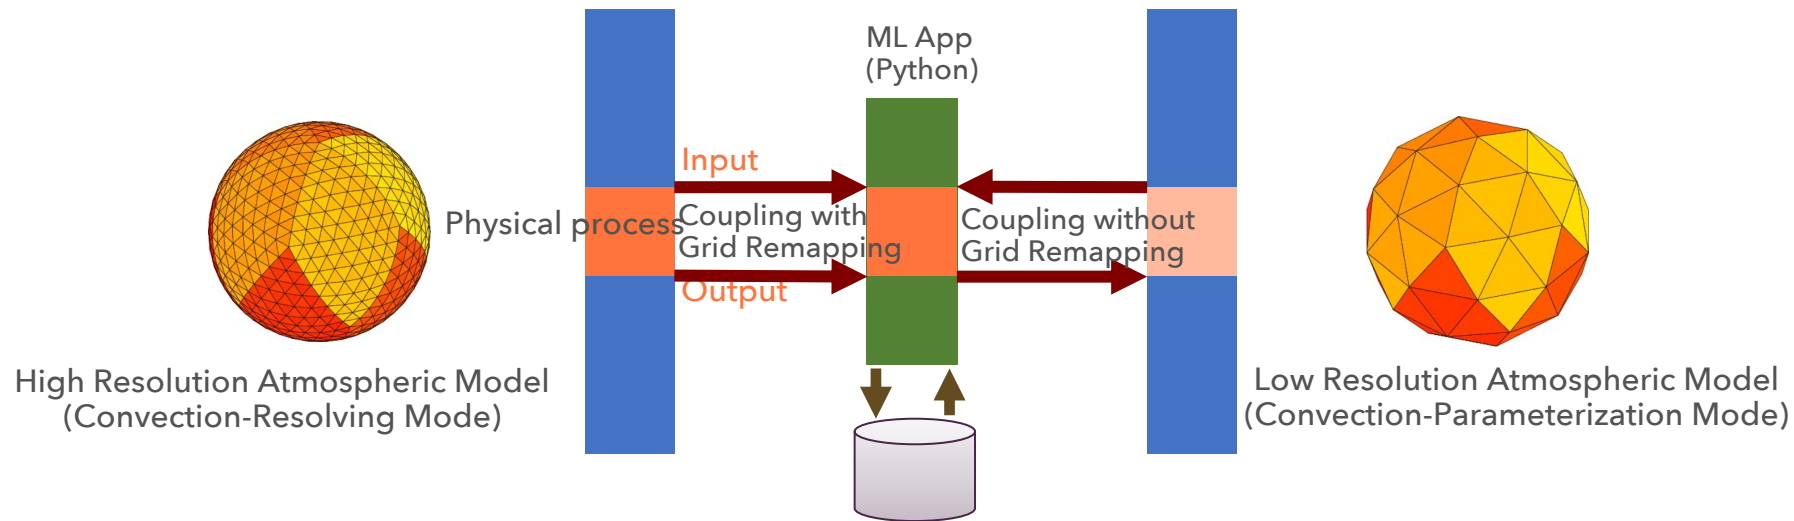 ML App
(Python)
Input
Physical process
Coupling with
Grid Remapping
Coupling without
Grid Remapping
Output
High Resolution Atmospheric Model
(Convection-Resolving Mode)
Low Resolution Atmospheric Model
(Convection-Parameterization Mode)